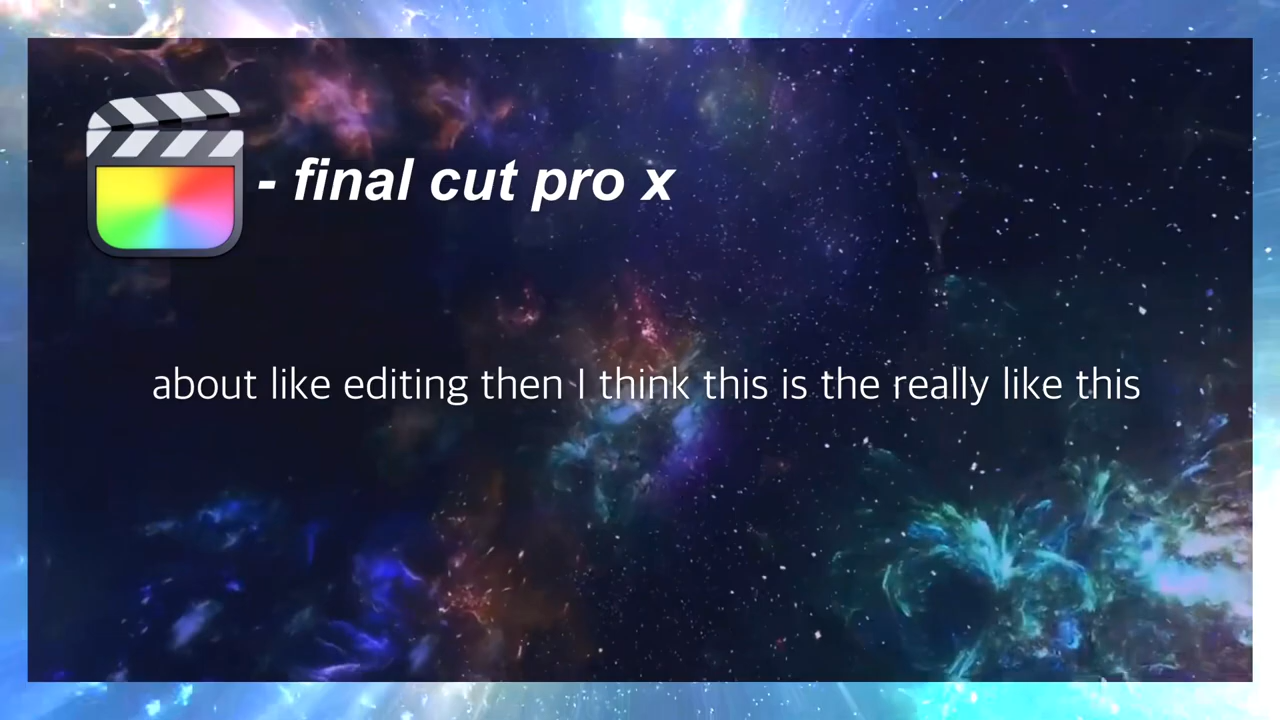 - final cut pro x
about like editing then I think this is the really like this